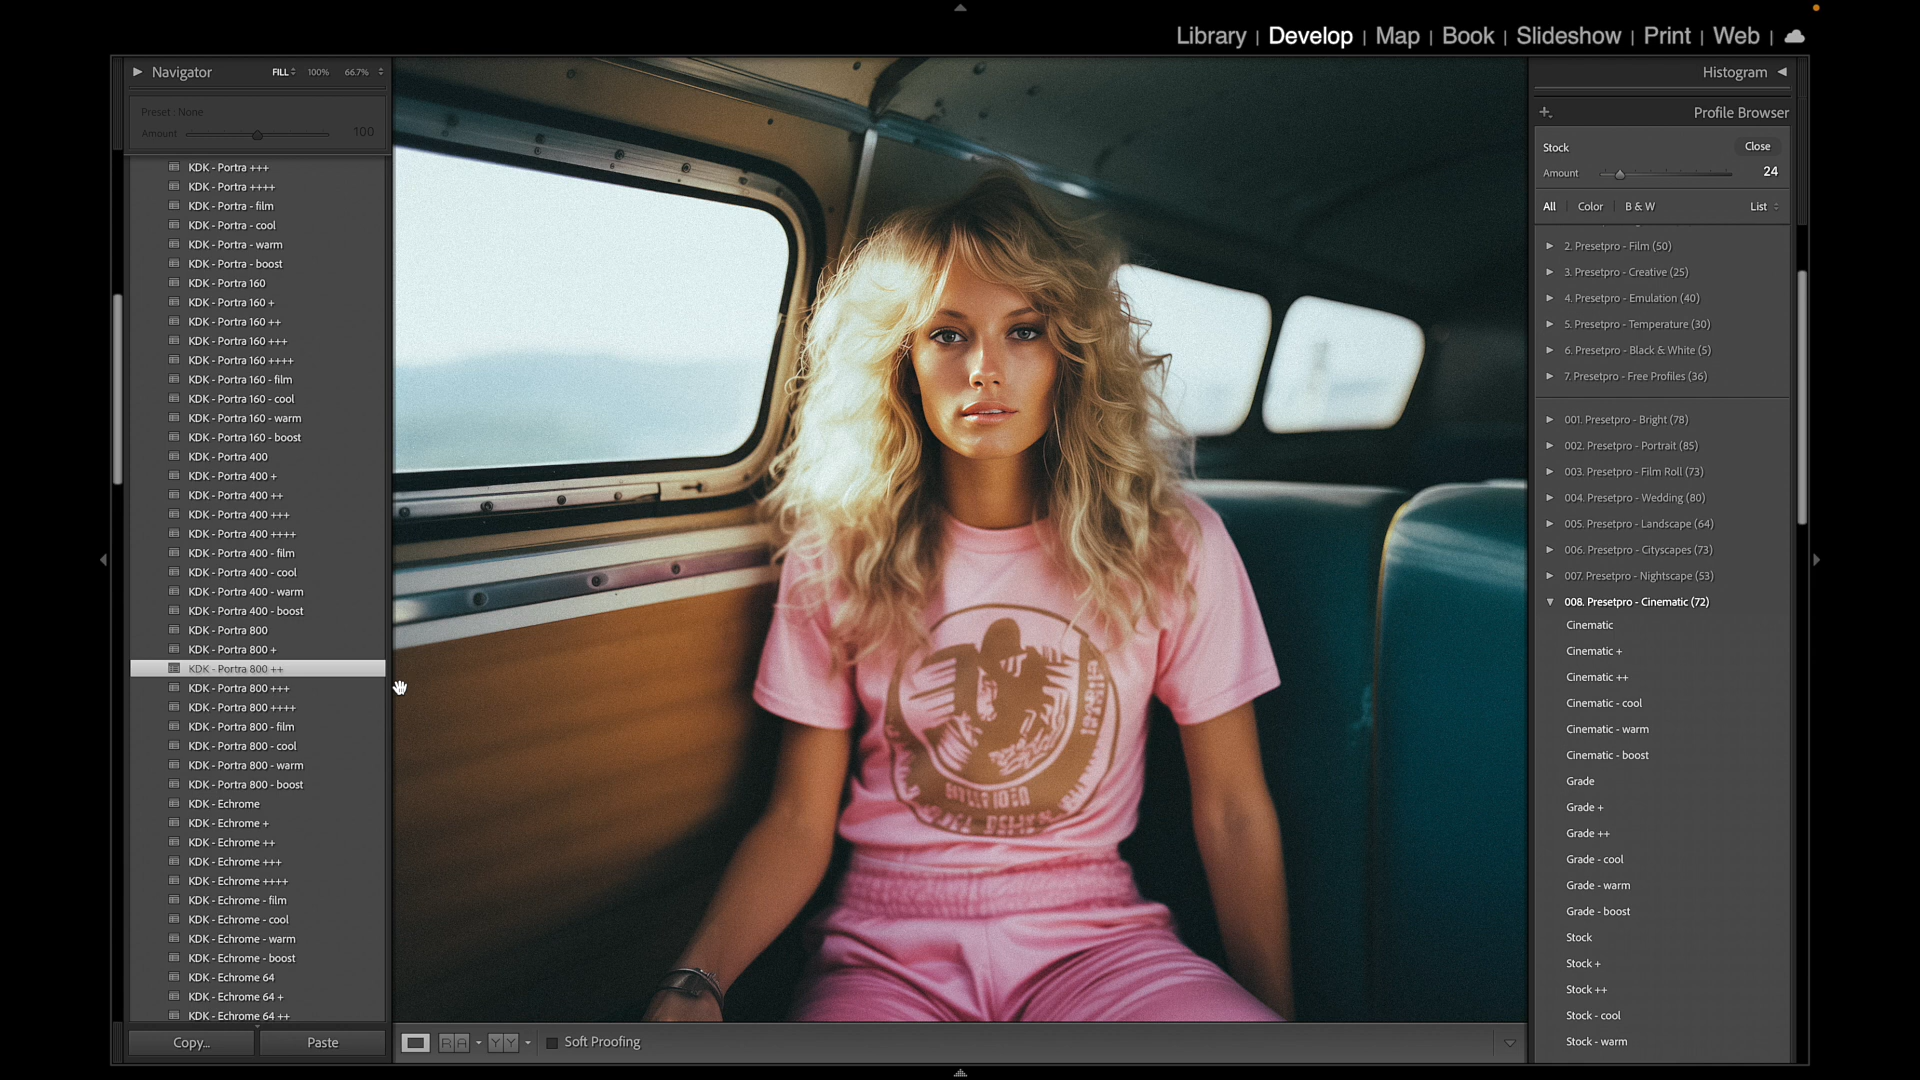 Library | Develop | Map | Book | Slideshow | Print | Web |
Navigator FILL 100% 66.7%
Preset : None
Amount 100
KDK - Portra +++
KDK - Portra ++++
KDK - Portra - film
KDK - Portra - cool
KDK - Portra - warm
KDK - Portra - boost
KDK - Portra 160
KDK - Portra 160 +
KDK - Portra 160 ++
KDK - Portra 160 +++
KDK - Portra 160 ++++
KDK - Portra 160 - film
KDK - Portra 160 - cool
KDK - Portra 160 - warm
KDK - Portra 160 - boost
KDK - Portra 400
KDK - Portra 400 +
KDK - Portra 400 ++
KDK - Portra 400 +++
KDK - Portra 400 ++++
KDK - Portra 400 - film
KDK - Portra 400 - cool
KDK - Portra 400 - warm
KDK - Portra 400 - boost
KDK - Portra 800
KDK - Portra 800 +
KDK - Portra 800 ++
KDK - Portra 800 +++
KDK - Portra 800 ++++
KDK - Portra 800 - film
KDK - Portra 800 - cool
KDK - Portra 800 - warm
KDK - Portra 800 - boost
KDK - Echrome
KDK - Echrome +
KDK - Echrome ++
KDK - Echrome +++
KDK - Echrome ++++
KDK - Echrome - film
KDK - Echrome - cool
KDK - Echrome - warm
KDK - Echrome - boost
KDK - Echrome 64
KDK - Echrome 64 +
KDK - Echrome 64 ++
Copy... Paste
R A Y Y Soft Proofing
Histogram
Profile Browser
Stock Close
Amount 24
All Color B & W List
2. Presetpro - Film (50)
3. Presetpro - Creative (25)
4. Presetpro - Emulation (40)
5. Presetpro - Temperature (30)
6. Presetpro - Black & White (5)
7. Presetpro - Free Profiles (36)
001. Presetpro - Bright (78)
002. Presetpro - Portrait (85)
003. Presetpro - Film Roll (73)
004. Presetpro - Wedding (80)
005. Presetpro - Landscape (64)
006. Presetpro - Cityscapes (73)
007. Presetpro - Nightscape (53)
008. Presetpro - Cinematic (72)
Cinematic
Cinematic +
Cinematic ++
Cinematic - cool
Cinematic - warm
Cinematic - boost
Grade
Grade +
Grade ++
Grade - cool
Grade - warm
Grade - boost
Stock
Stock +
Stock ++
Stock - cool
Stock - warm